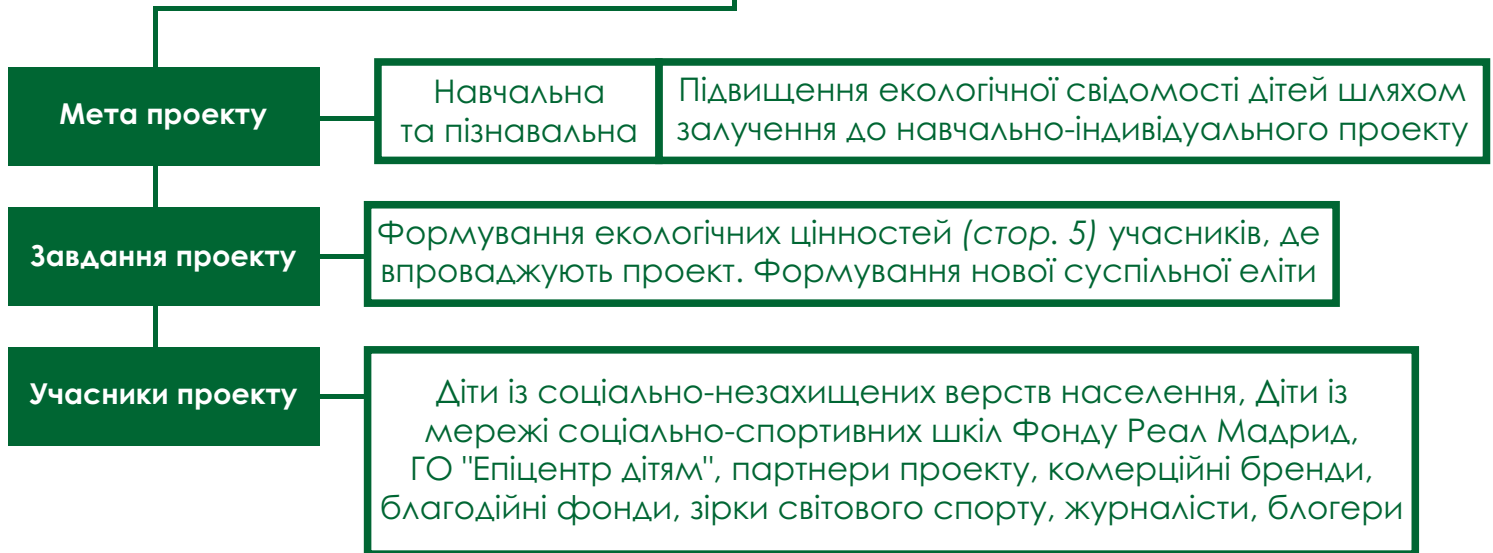 Мета проекту
Навчальна
та пізнавальна
Підвищення екологічної свідомості дітей шляхом
залучення до навчально-індивідуального проекту
Завдання проекту
Формування екологічних цінностей (стор. 5) учасників, де
впроваджують проект. Формування нової суспільної еліти
Учасники проекту
Діти із соціально-незахищених верств населення, Діти із
мережі соціально-спортивних шкіл Фонду Реал Мадрид,
ГО "Епіцентр дітям", партнери проекту, комерційні бренди,
благодійні фонди, зірки світового спорту, журналісти, блогери